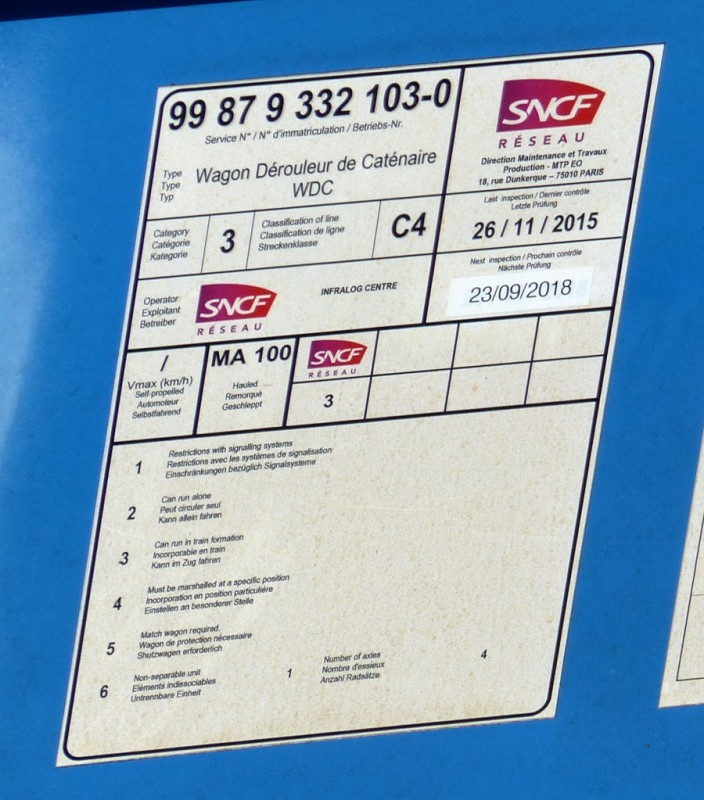 99 87 9 332 103-0
Service N° / N° d'immatriculation / Betriebs-Nr.
Type
Type
Typ
Wagon Dérouleur de Caténaire
WDC
SNCF
RÉSEAU
Direction Maintenance et Travaux
Production - MTP EO
18, rue Dunkerque – 75010 PARIS
Category
Catégorie
Kategorie
3
Classification of line
Classification de ligne
Streckenklasse
C4
Last inspection / Dernier contrôle
Letzte Prüfung
26 / 11 / 2015
Next inspection / Prochain contrôle
Nächste Prüfung
23/09/2018
Operator
Exploitant
Betreiber
SNCF
RÉSEAU
INFRALOG CENTRE
/
Vmax (km/h)
Self-propelled
Automoteur
Selbstfahrend
MA 100
Hauled
Remorqué
Geschleppt
SNCF
RÉSEAU
3
1
Restrictions with signalling systems
Restrictions avec les systèmes de signalisation
Einschränkungen bezüglich Signalsysteme
2
Can run alone
Peut circuler seul
Kann allein fahren
3
Can run in train formation
Incorporable en train
Kann im Zug fahren
4
Must be marshalled at a specific position
Incorporation en position particulière
Einstellen an besonderer Stelle
5
Match wagon required.
Wagon de protection nécessaire
Shutzwagen erforderlich
6
Non-separable unit
Eléments indissociables
Untrennbare Einheit
1
Number of axles
Nombre d'essieux
Anzahl Radsätze
4